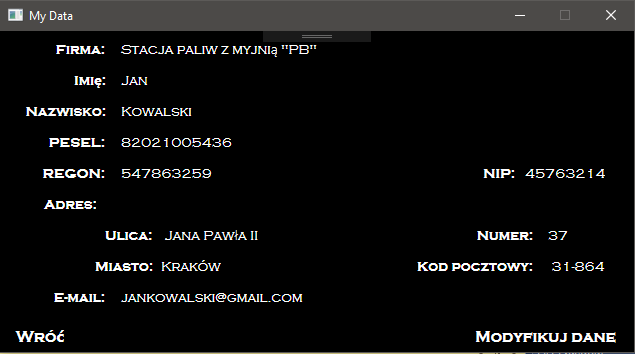 My Data
Firma: Stacja paliw z myjnią "PB"
Imię: Jan
Nazwisko: Kowalski
PESEL: 82021005436
REGON: 547863259 NIP: 45763214
Adres:
Ulica: Jana Pawła II Numer: 37
Miasto: Kraków Kod pocztowy: 31-864
E-mail: jankowalski@gmail.com
Wróć Modyfikuj dane